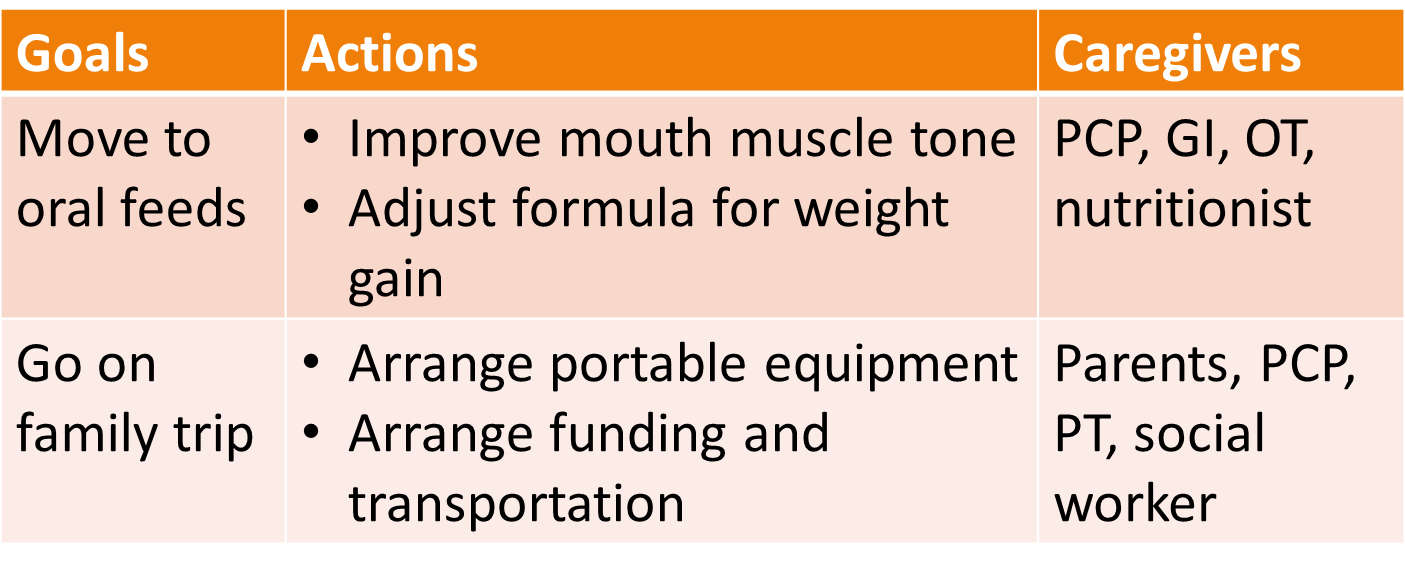 Goals Actions Caregivers
Move to
oral feeds
• Improve mouth muscle tone
• Adjust formula for weight
gain
PCP, GI, OT,
nutritionist
Go on
family trip
• Arrange portable equipment
• Arrange funding and
transportation
Parents, PCP,
PT, social
worker